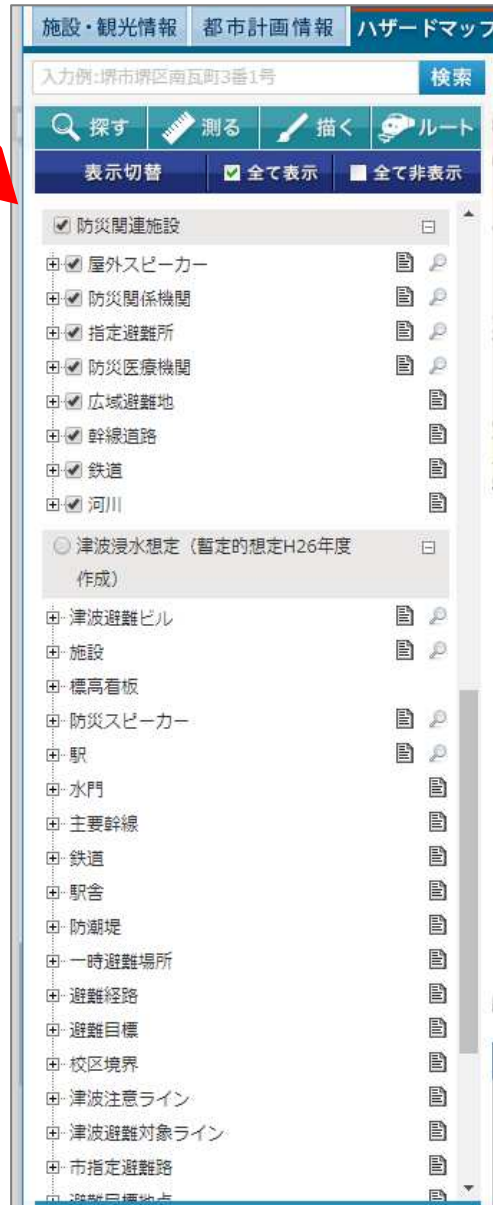 施設・観光情報 都市計画情報 ハザードマップ
入力例:堺市堺区南瓦町3番1号 検索
探す 測る 描く ルート
表示切替 全て表示 全て非表示
防災関連施設
屋外スピーカー
防災関係機関
指定避難所
防災医療機関
広域避難地
幹線道路
鉄道
河川
津波浸水想定（暫定的想定H26年度
作成）
津波避難ビル
施設
標高看板
防災スピーカー
駅
水門
主要幹線
鉄道
駅舎
防潮堤
一時避難場所
避難経路
避難目標
校区境界
津波注意ライン
津波避難対象ライン
市指定避難路
避難目標地点